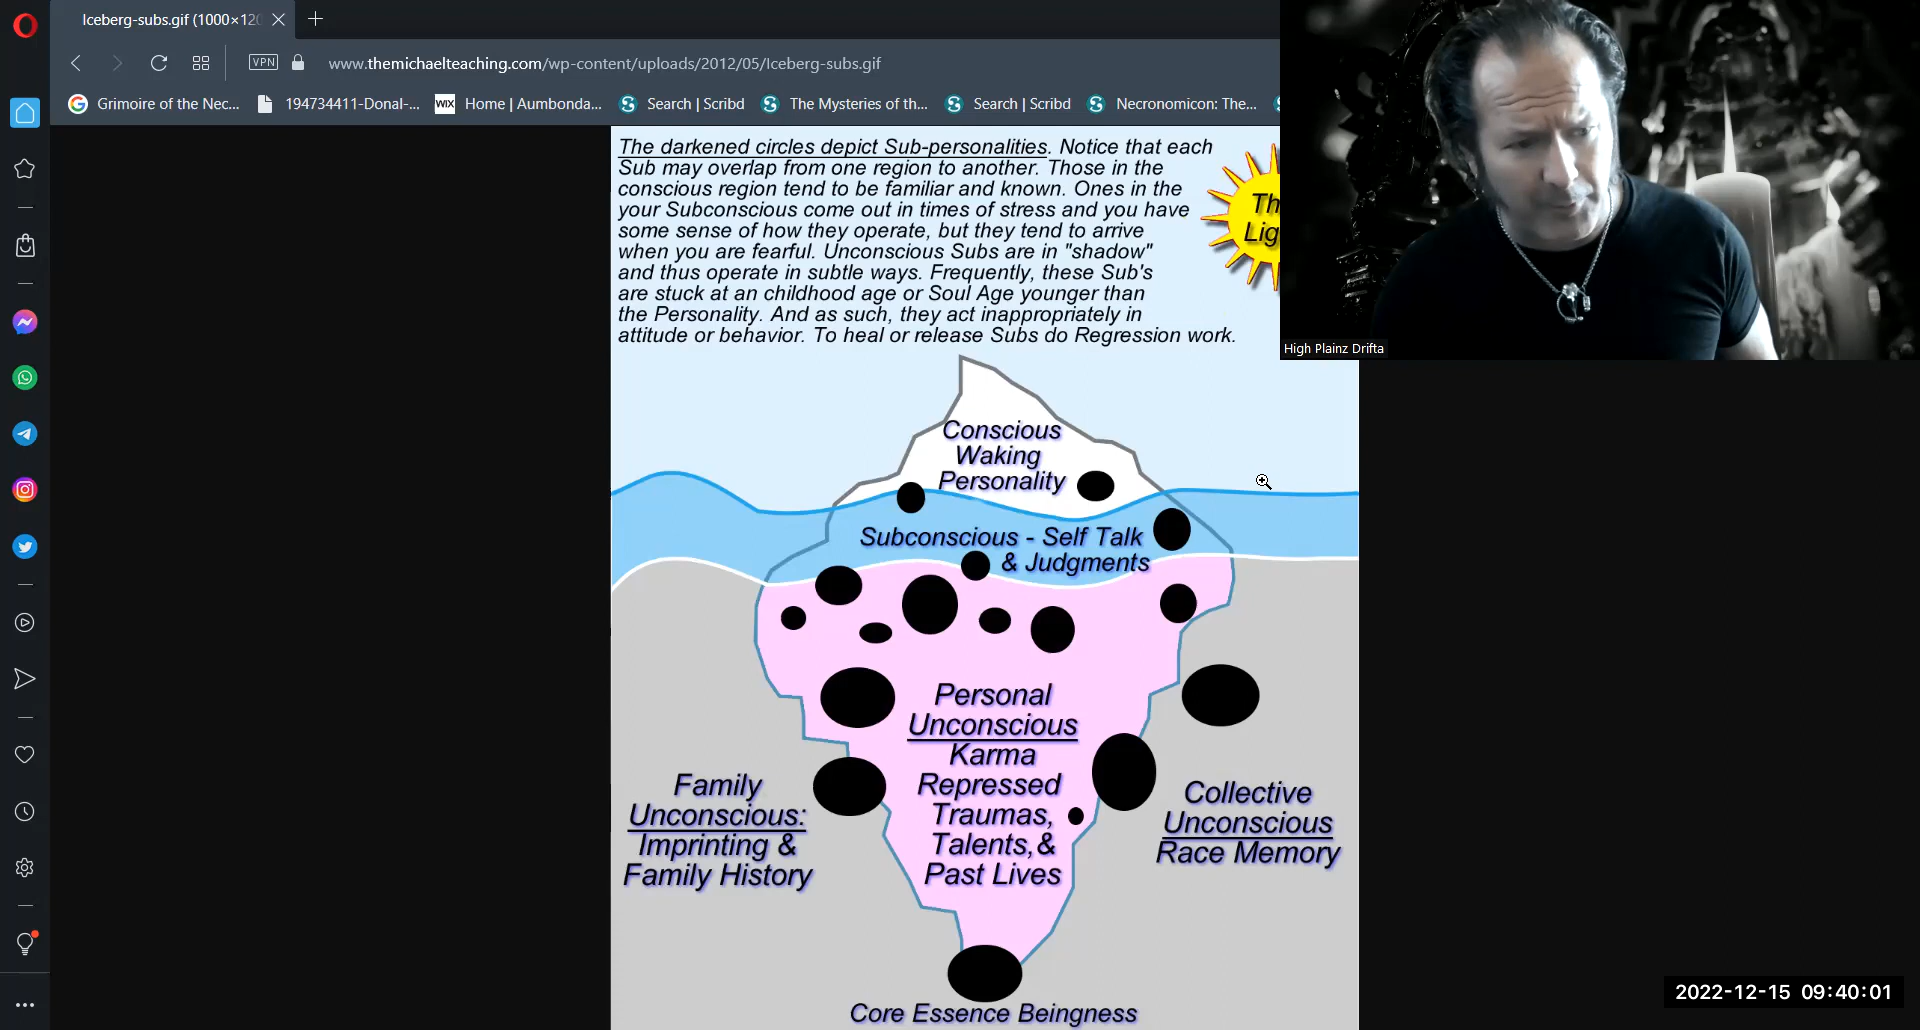 Iceberg-subs.gif (1000×120
VPN
www.themichaelteaching.com/wp-content/uploads/2012/05/Iceberg-subs.gif
Grimoire of the Nec...
194734411-Donal-...
WIX
Home | Aumbonda...
Search | Scribd
The Mysteries of th...
Search | Scribd
Necronomicon: The...
The darkened circles depict Sub-personalities. Notice that each
Sub may overlap from one region to another. Those in the
conscious region tend to be familiar and known. Ones in the
your Subconscious come out in times of stress and you have
some sense of how they operate, but they tend to arrive
when you are fearful. Unconscious Subs are in "shadow"
and thus operate in subtle ways. Frequently, these Sub's
are stuck at an childhood age or Soul Age younger than
the Personality. And as such, they act inappropriately in
attitude or behavior. To heal or release Subs do Regression work.
Th
Lig
High Plainz Drifta
Conscious
Waking
Personality
Subconscious - Self Talk
& Judgments
Personal
Unconscious
Karma
Repressed
Traumas,
Talents,&
Past Lives
Family
Unconscious:
Imprinting &
Family History
Collective
Unconscious
Race Memory
Core Essence Beingness
2022-12-15 09:40:01